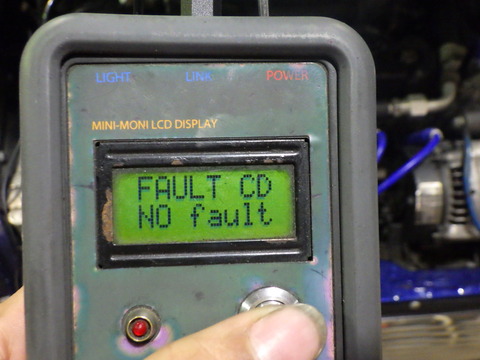 LIGHT LINK POWER
MINI-MONI LCD DISPLAY
FAULT CD
NO fault